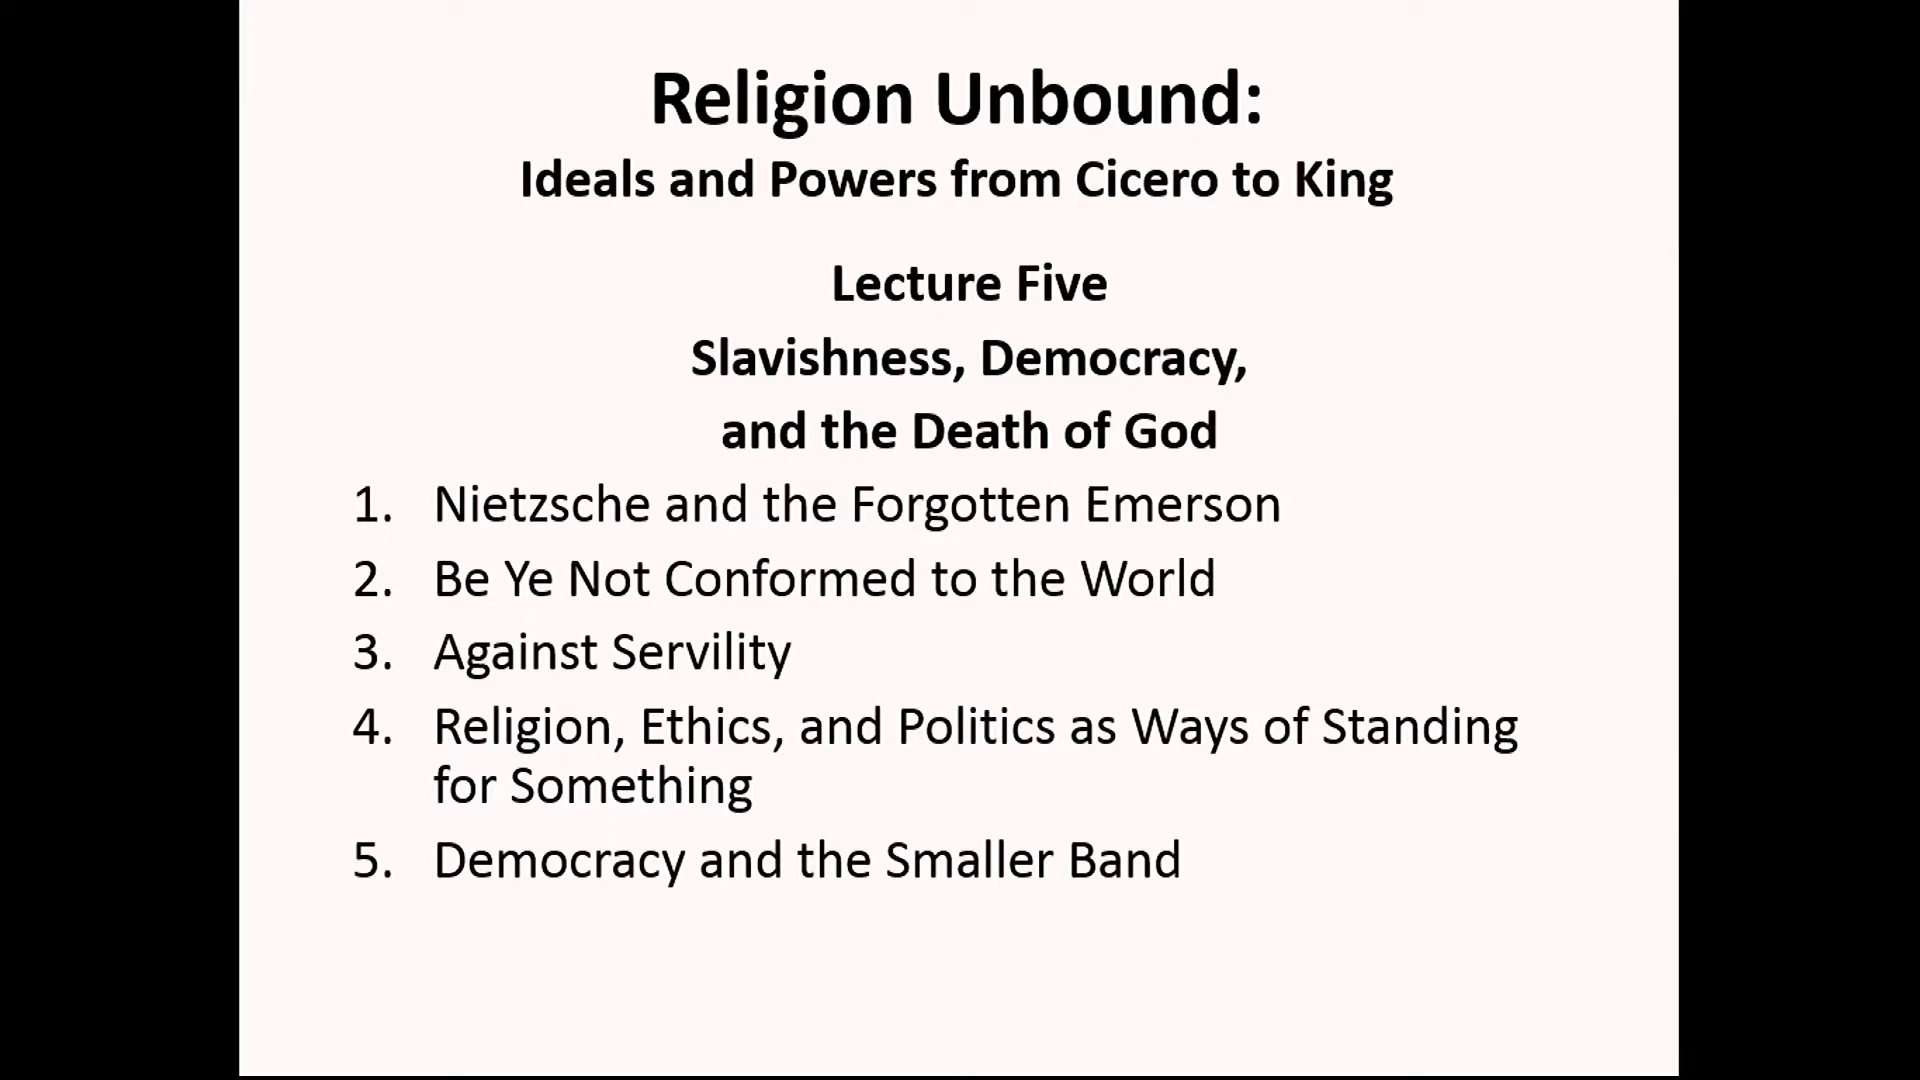 Religion Unbound:
Ideals and Powers from Cicero to King
Lecture Five
Slavishness, Democracy,
and the Death of God
1. Nietzsche and the Forgotten Emerson
2. Be Ye Not Conformed to the World
3. Against Servility
4. Religion, Ethics, and Politics as Ways of Standing
for Something
5. Democracy and the Smaller Band